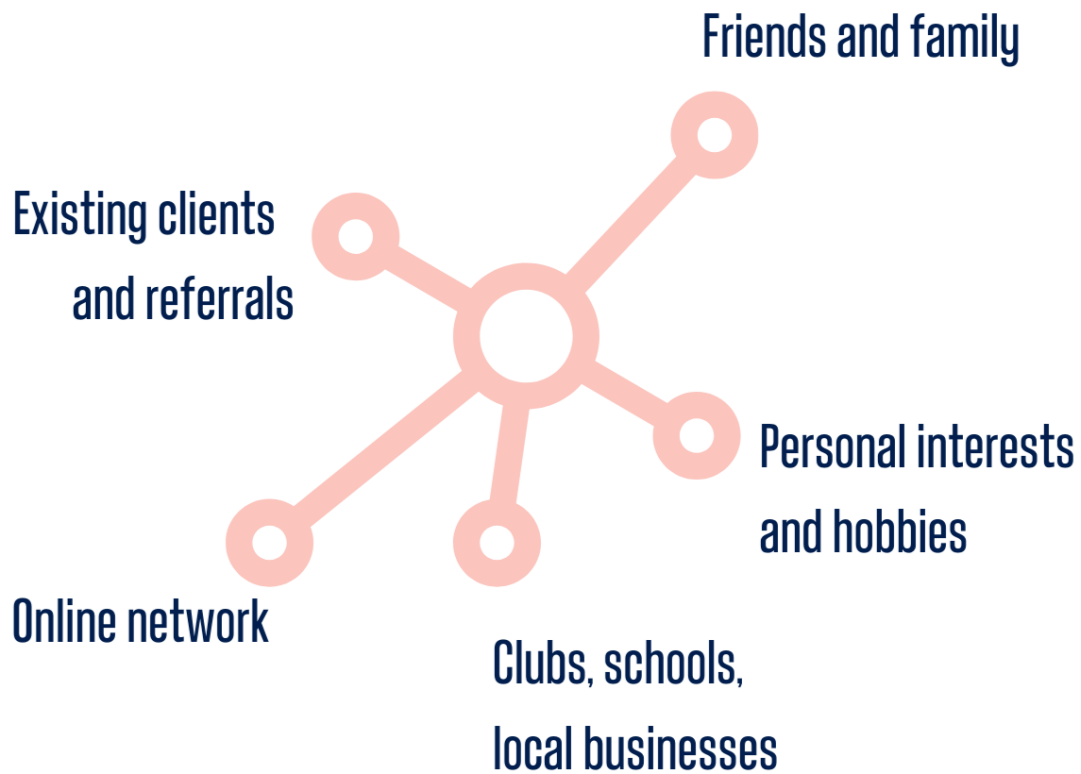 Friends and family
Existing clients
and referrals
Personal interests
and hobbies
Online network
Clubs, schools,
local businesses